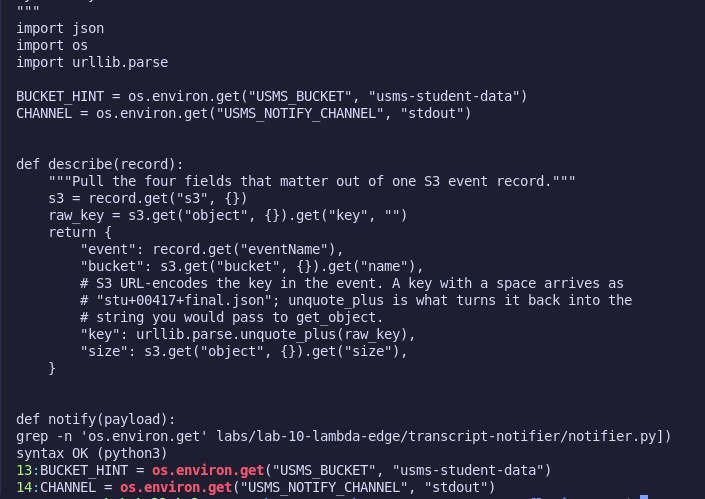 """
import json
import os
import urllib.parse

BUCKET_HINT = os.environ.get("USMS_BUCKET", "usms-student-data")
CHANNEL = os.environ.get("USMS_NOTIFY_CHANNEL", "stdout")


def describe(record):
    """Pull the four fields that matter out of one S3 event record."""
    s3 = record.get("s3", {})
    raw_key = s3.get("object", {}).get("key", "")
    return {
        "event": record.get("eventName"),
        "bucket": s3.get("bucket", {}).get("name"),
        # S3 URL-encodes the key in the event. A key with a space arrives as
        # "stu+00417+final.json"; unquote_plus is what turns it back into the
        # string you would pass to get_object.
        "key": urllib.parse.unquote_plus(raw_key),
        "size": s3.get("object", {}).get("size"),
    }


def notify(payload):
grep -n 'os.environ.get' labs/lab-10-lambda-edge/transcript-notifier/notifier.py])
syntax OK (python3)
13:BUCKET_HINT = os.environ.get("USMS_BUCKET", "usms-student-data")
14:CHANNEL = os.environ.get("USMS_NOTIFY_CHANNEL", "stdout")